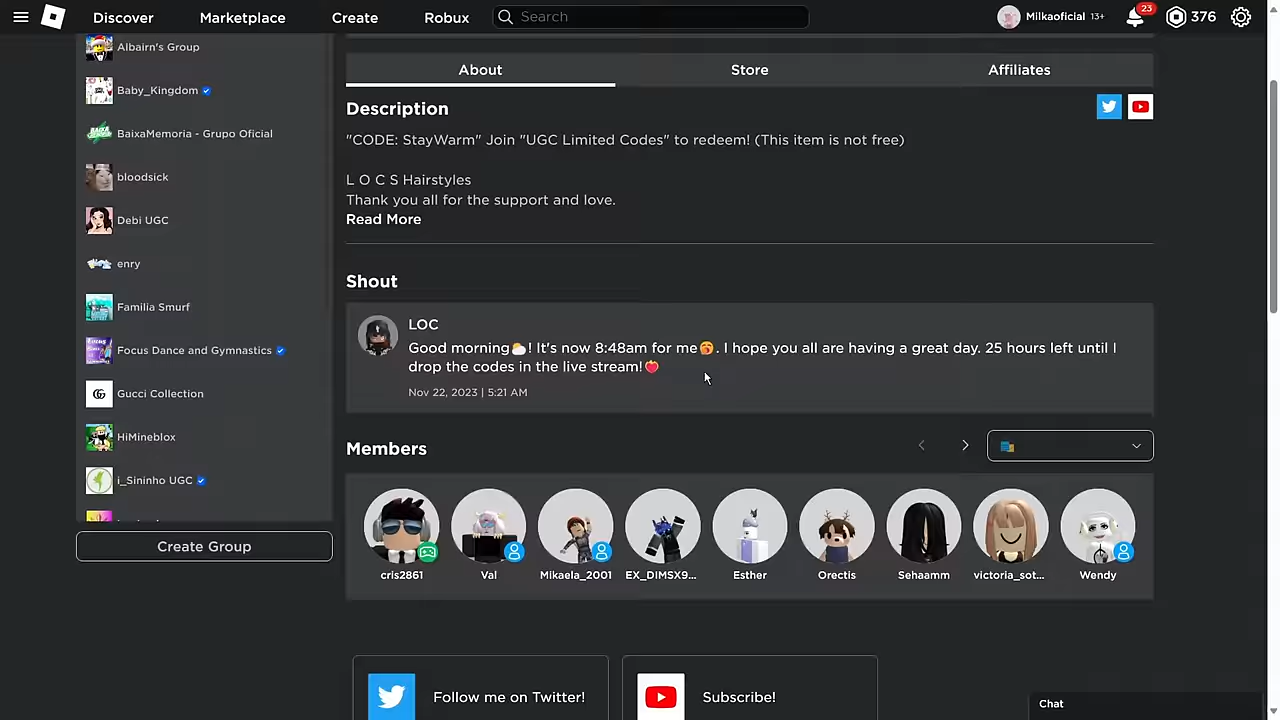 Discover
Marketplace
Create
Robux
Search
Milkaoficial 13+
23
376
Albairn's Group
Baby_Kingdom
BaixaMemoria - Grupo Oficial
bloodsick
Debi UGC
enry
Familia Smurf
Focus Dance and Gymnastics
Gucci Collection
HiMineblox
i_Sininho UGC
Create Group
About
Store
Affiliates
Description
"CODE: StayWarm" Join "UGC Limited Codes" to redeem! (This item is not free)
L O C S Hairstyles
Thank you all for the support and love.
Read More
Shout
LOC
Good morning🌥️! It's now 8:48am for me🥱. I hope you all are having a great day. 25 hours left until I
drop the codes in the live stream!🍎
Nov 22, 2023 | 5:21 AM
Members
cris2861
Val
Mikaela_2001
EX_DIMSX9...
Esther
Orectis
Sehaamm
victoria_sot...
Wendy
Follow me on Twitter!
Subscribe!
Chat